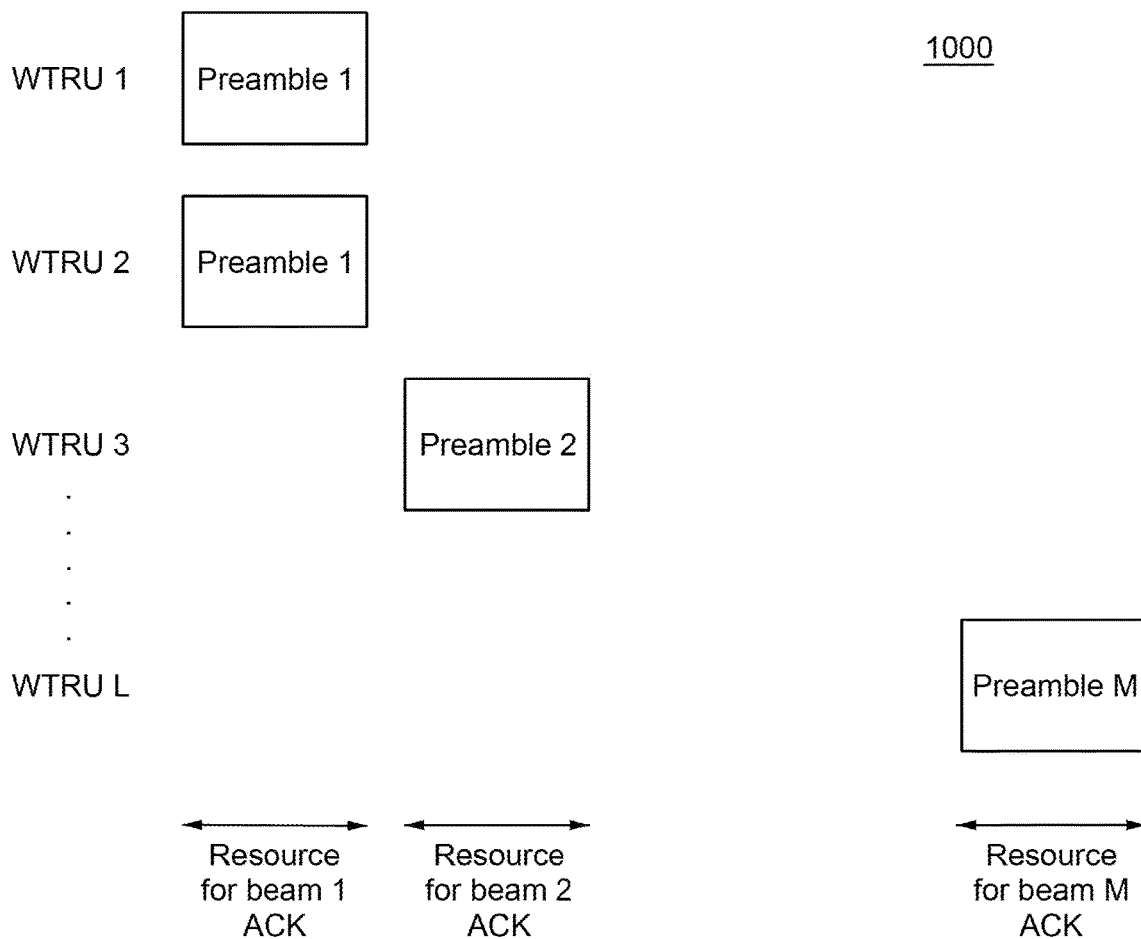 1000
WTRU 1
Preamble 1
WTRU 2
Preamble 1
WTRU 3
Preamble 2
WTRU L
Preamble M
Resource
for beam 1
ACK
Resource
for beam 2
ACK
Resource
for beam M
ACK